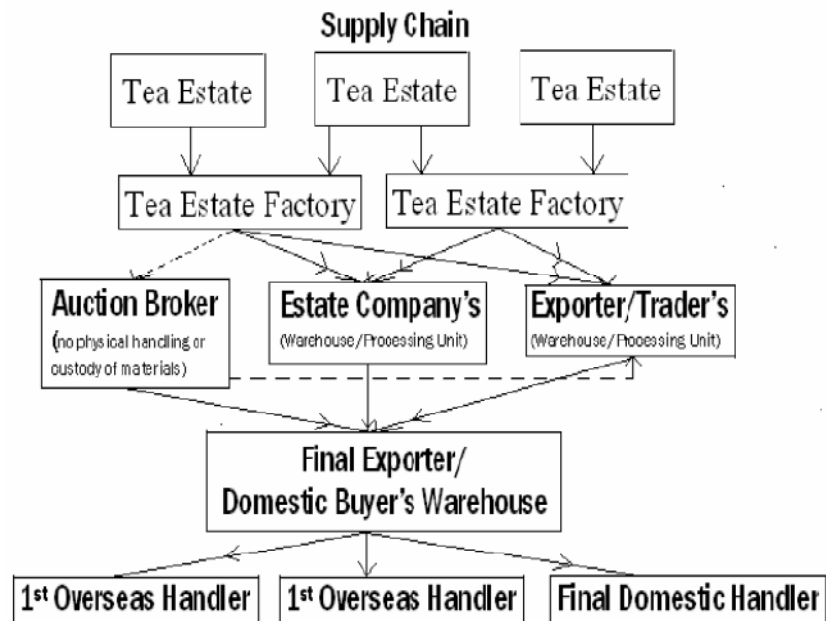 Supply Chain
Tea Estate
Tea Estate
Tea Estate
Tea Estate Factory
Tea Estate Factory
Auction Broker
(no physical handling or
custody of materials)
Estate Company's
(Warehouse/Processing Unit)
Exporter/Trader's
(Warehouse/Processing Unit)
Final Exporter/
Domestic Buyer's Warehouse
1st Overseas Handler
1st Overseas Handler
Final Domestic Handler